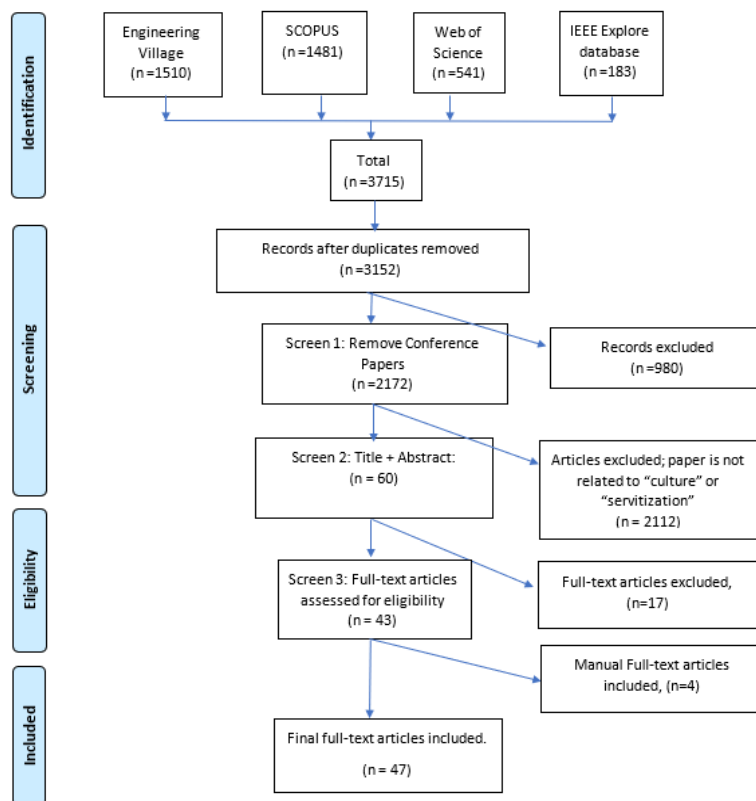 Engineering
Village
(n =1510)
SCOPUS
(n =1481)
Web of
Science
(n =541)
IEEE Explore
database
(n =183)
Identification
Total
(n =3715)
Records after duplicates removed
(n =3152)
Screening
Screen 1: Remove Conference
Papers
(n =2172)
Records excluded
(n =980)
Screen 2: Title + Abstract:
(n = 60)
Articles excluded; paper is not
related to “culture” or
“servitization”
(n = 2112)
Eligibility
Screen 3: Full-text articles
assessed for eligibility
(n = 43)
Full-text articles excluded,
(n=17)
Manual Full-text articles
included, (n=4)
Included
Final full-text articles included.
(n = 47)